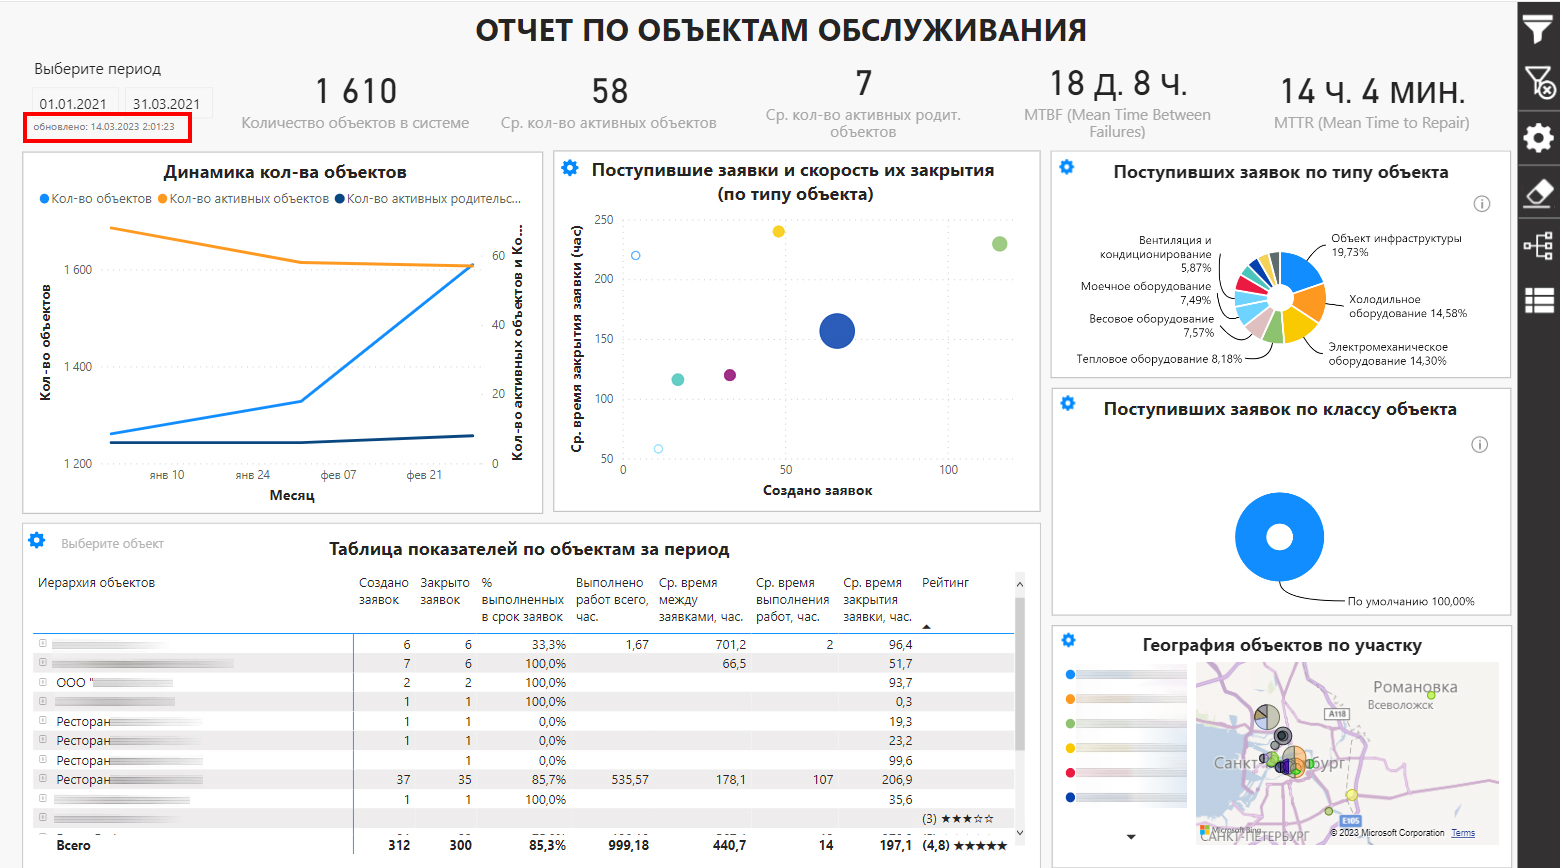 ОТЧЕТ ПО ОБЪЕКТАМ ОБСЛУЖИВАНИЯ
Выберите период
01.01.2021 31.03.2021
обновлено: 14.03.2023 2:01:23
1 610
Количество объектов в системе
58
Ср. кол-во активных объектов
7
Ср. кол-во активных родит.
объектов
18 Д. 8 Ч.
MTBF (Mean Time Between
Failures)
14 Ч. 4 МИН.
MTTR (Mean Time to Repair)
Динамика кол-ва объектов
Кол-во объектов Кол-во активных объектов Кол-во активных родительс...
Кол-во объектов
1 600
1 400
1 200
60
40
20
0
Кол-во активных объектов и Ко...
янв 10 янв 24 фев 07 фев 21
Месяц
Поступившие заявки и скорость их закрытия
(по типу объекта)
Ср. время закрытия заявки (час)
250
200
150
100
50
0 50 100
Создано заявок
Поступивших заявок по типу объекта
Объект инфраструктуры
19,73%
Холодильное
оборудование 14,58%
Электромеханическое
оборудование 14,30%
Вентиляция и
кондиционирование
5,87%
Моечное оборудование
7,49%
Весовое оборудование
7,57%
Тепловое оборудование 8,18%
Поступивших заявок по классу объекта
По умолчанию 100,00%
Выберите объект
Таблица показателей по объектам за период
Иерархия объектов
Создано
заявок
Закрыто
заявок
%
выполненных
в срок заявок
Выполнено
работ всего,
час.
Ср. время
между
заявками, час.
Ср. время
выполнения
работ, час.
Ср. время
закрытия
заявки, час.
Рейтинг
6 6 33,3% 1,67 701,2 2 96,4
7 6 100,0% 66,5 51,7
ООО " 2 2 100,0% 93,7
1 1 100,0% 0,3
Ресторан 1 1 0,0% 19,3
Ресторан 1 1 0,0% 23,2
Ресторан 1 0,0% 99,6
Ресторан 37 35 85,7% 535,57 178,1 107 206,9
1 1 100,0% 35,6
(3) ★★★☆☆
Всего 312 300 85,3% 999,18 440,7 14 197,1 (4,8) ★★★★★
География объектов по участку
Романовка
Всеволожск
A118
E105
САНКТ-ПЕТЕРБУРГ
Microsoft Bing
© 2023 Microsoft Corporation Terms